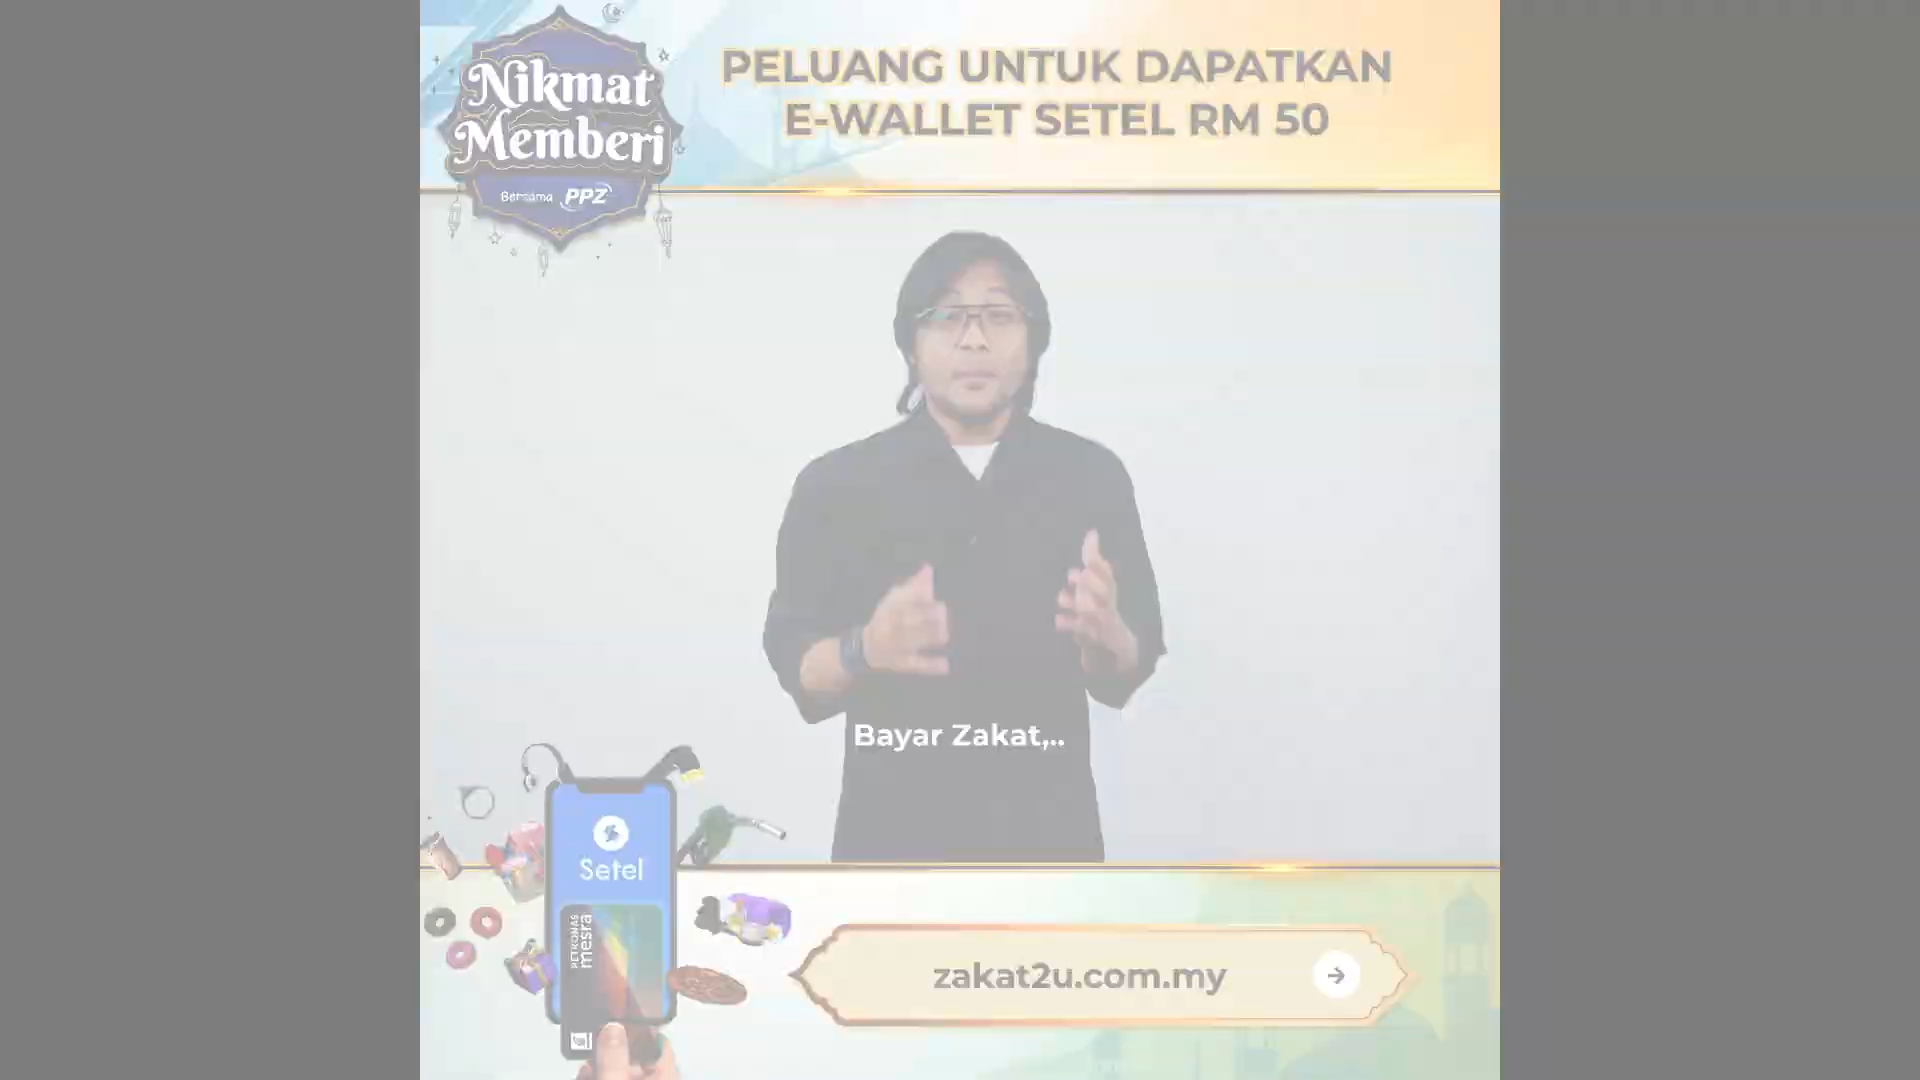 Nikmat
Memberi
Bersama PPZ
PELUANG UNTUK DAPATKAN
E-WALLET SETEL RM 50
Bayar Zakat,..
Setel
PETRONAS
mesra
zakat2u.com.my